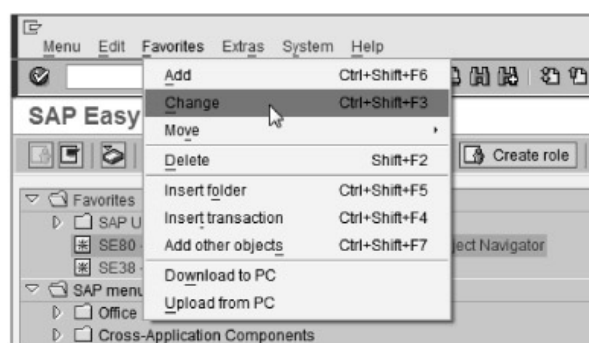 Menu Edit Favorites Extras System Help
Add Ctrl+Shift+F6
SAP Easy
Change Ctrl+Shift+F3
Move
Delete Shift+F2
Create role
Insert folder Ctrl+Shift+F5
Favorites
Insert transaction Ctrl+Shift+F4
SAP U
Add other objects Ctrl+Shift+F7
SE80 - ject Navigator
SE38 -
Download to PC
SAP menu
Upload from PC
Office
Cross-Application Components